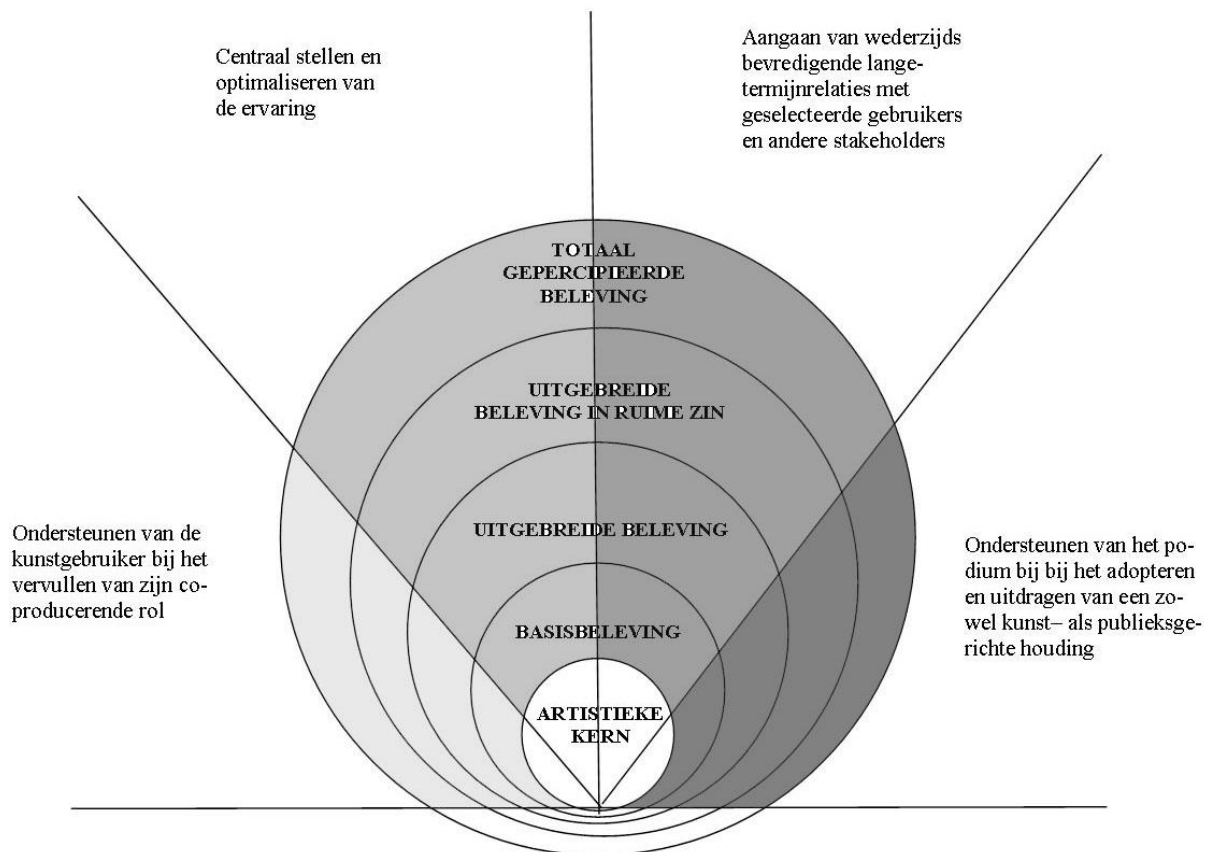 Centraal stellen en
optimaliseren van
de ervaring
Aangaan van wederzijds
bevredigende lange-
termijnrelaties met
geselecteerde gebruikers
en andere stakeholders
TOTAAL
GEPERCIPIEERDE
BELEVING
UITGEBREIDE
BELEVING IN RUIME ZIN
UITGEBREIDE BELEVING
BASISBELEVING
ARTISTIEKE
KERN
Ondersteunen van de
kunstgebruiker bij het
vervullen van zijn co-
producerende rol
Ondersteunen van het po-
dium bij bij het adopteren
en uitdragen van een zo-
wel kunst– als publieksge-
richte houding